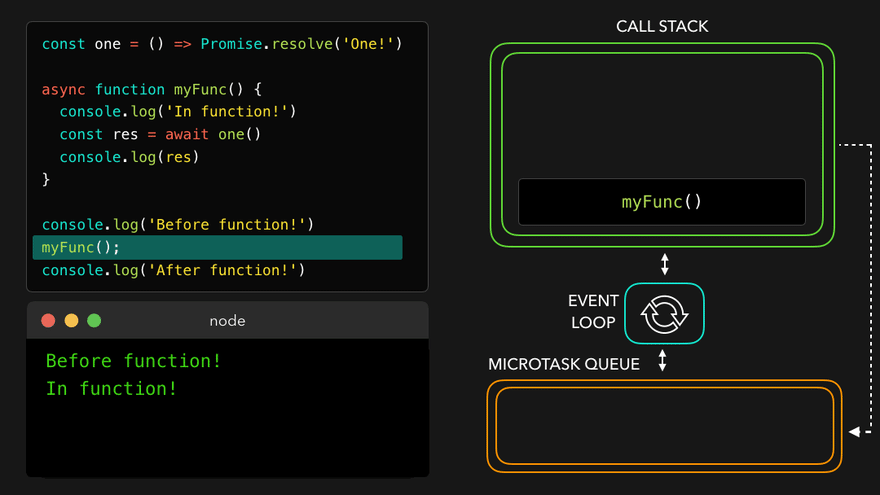 const one = () => Promise.resolve('One!')
async function myFunc() {
  console.log('In function!')
  const res = await one()
  console.log(res)
}
console.log('Before function!')
myFunc();
console.log('After function!')
node
Before function!
In function!
CALL STACK
myFunc()
EVENT
LOOP
MICROTASK QUEUE